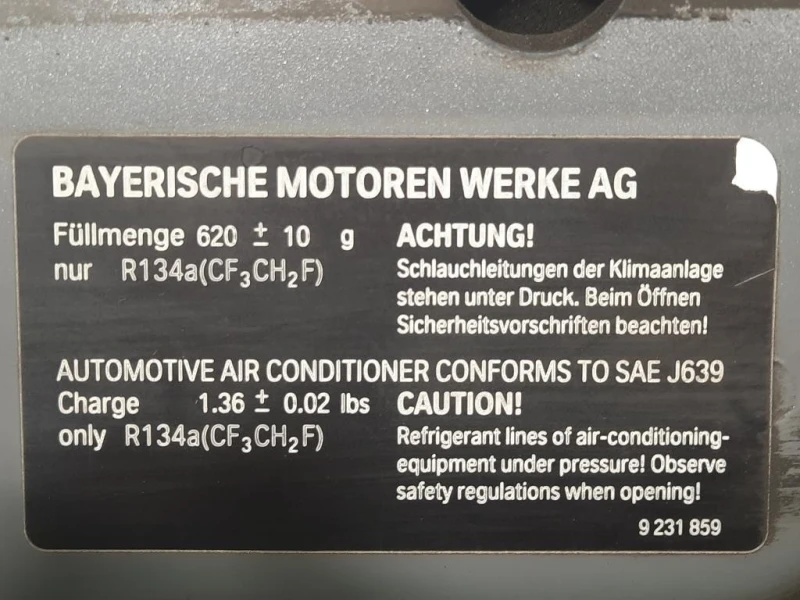 BAYERISCHE MOTOREN WERKE AG
Füllmenge 620 ± 10 g
nur R134a(CF₃CH₂F)
ACHTUNG!
Schlauchleitungen der Klimaanlage
stehen unter Druck. Beim Öffnen
Sicherheitsvorschriften beachten!
AUTOMOTIVE AIR CONDITIONER CONFORMS TO SAE J639
Charge 1.36 ± 0.02 lbs
only R134a(CF₃CH₂F)
CAUTION!
Refrigerant lines of air-conditioning-
equipment under pressure! Observe
safety regulations when opening!
9 231 859